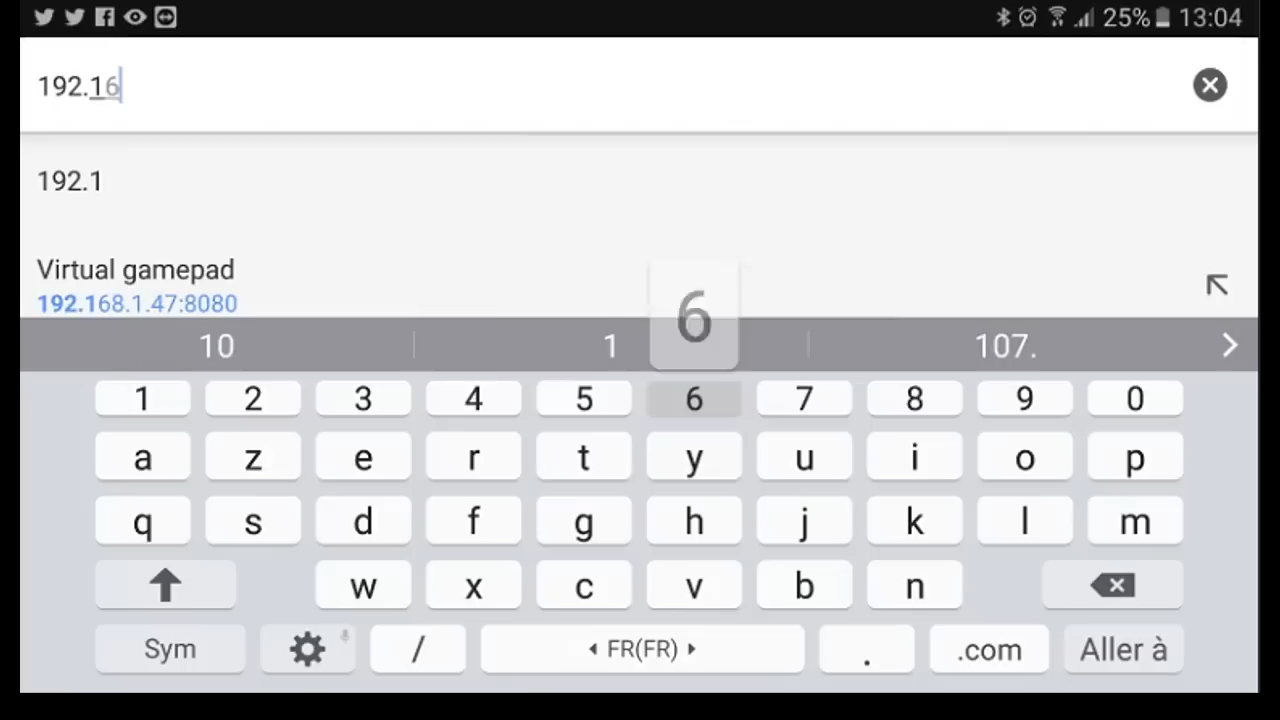 25% 13:04
192.16
192.1
Virtual gamepad
192.168.1.47:8080
6
10 1 107.
1 2 3 4 5 6 7 8 9 0
a z e r t y u i o p
q s d f g h j k l m
w x c v b n
Sym / FR(FR) . .com Aller à